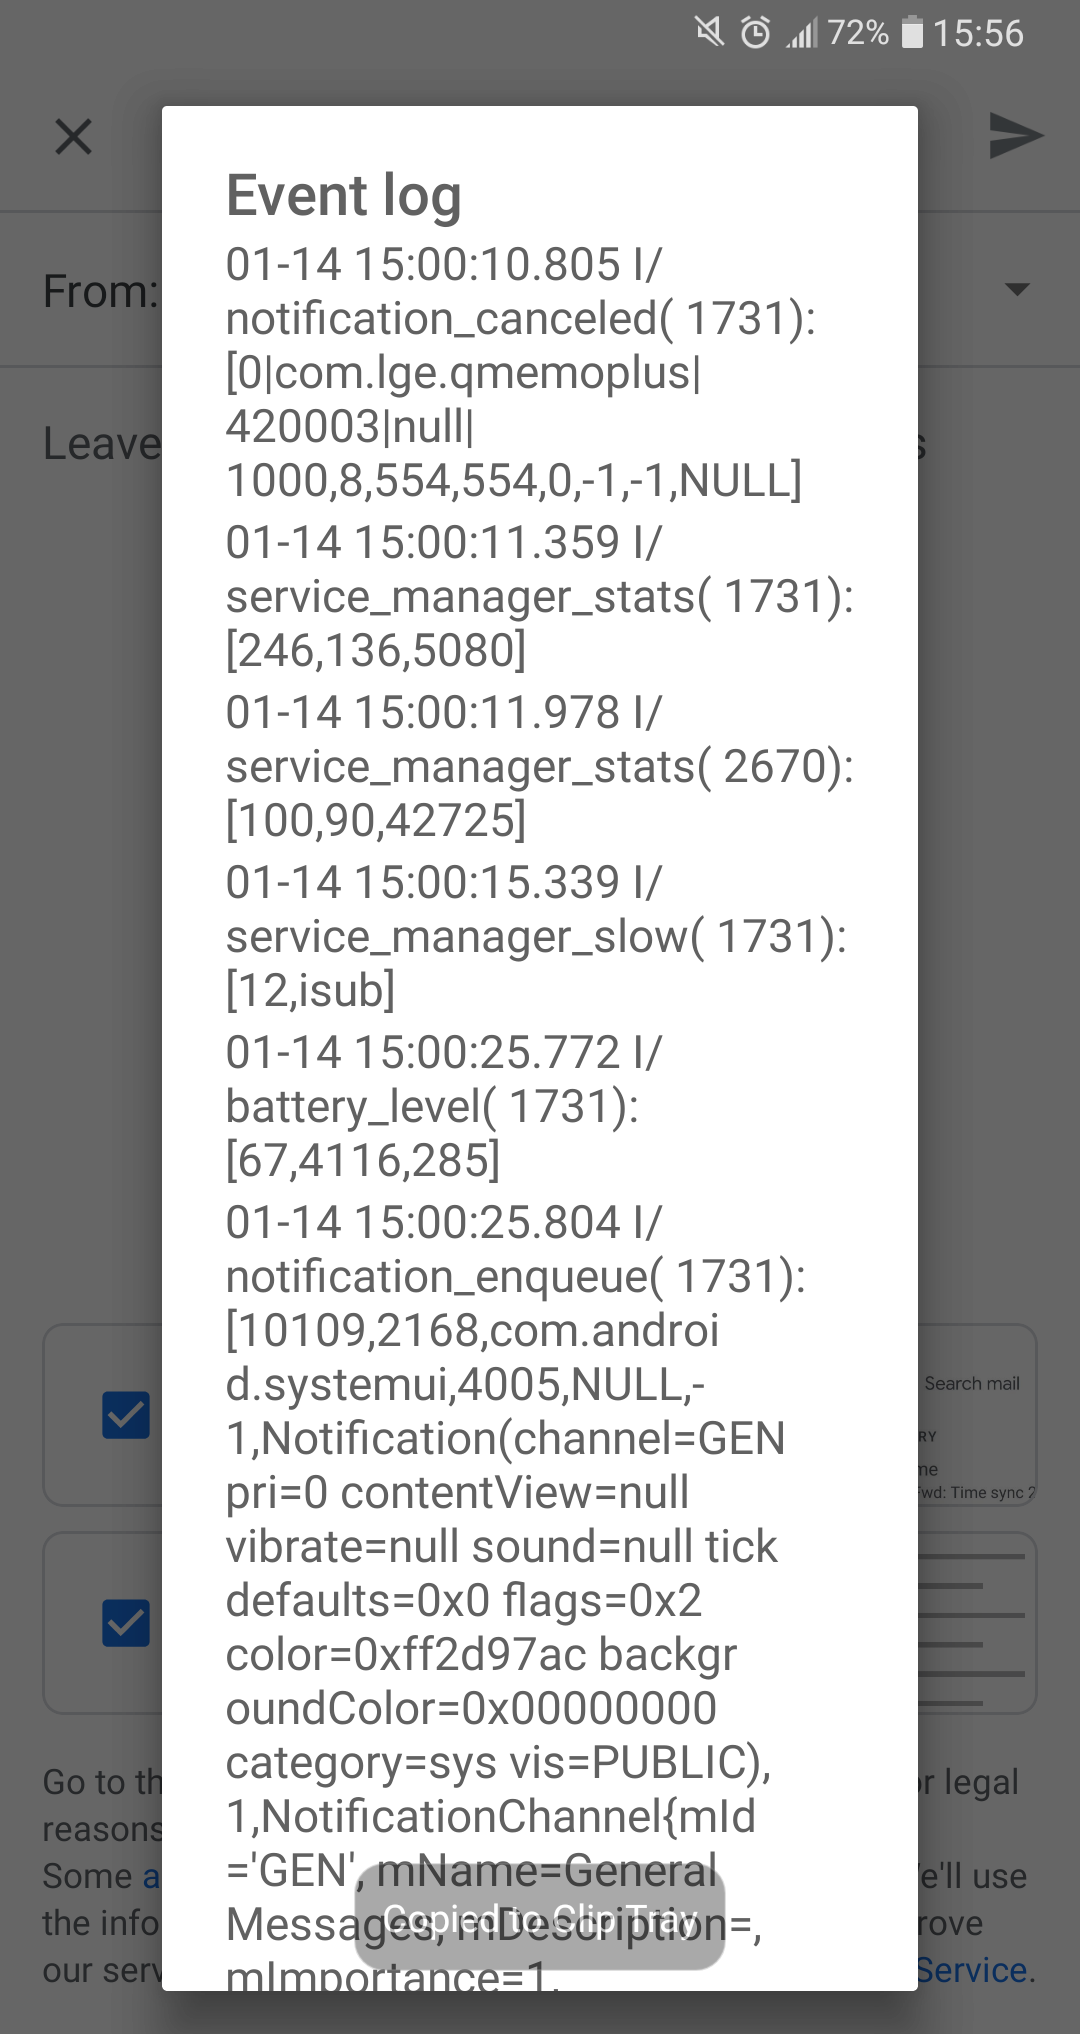 72% 15:56
Event log
01-14 15:00:10.805 I/
notification_canceled( 1731):
[0|com.lge.qmemoplus|
420003|null|
1000,8,554,554,0,-1,-1,NULL]
01-14 15:00:11.359 I/
service_manager_stats( 1731):
[246,136,5080]
01-14 15:00:11.978 I/
service_manager_stats( 2670):
[100,90,42725]
01-14 15:00:15.339 I/
service_manager_slow( 1731):
[12,isub]
01-14 15:00:25.772 I/
battery_level( 1731):
[67,4116,285]
01-14 15:00:25.804 I/
notification_enqueue( 1731):
[10109,2168,com.androi
d.systemui,4005,NULL,-
1,Notification(channel=GEN
pri=0 contentView=null
vibrate=null sound=null tick
defaults=0x0 flags=0x2
color=0xff2d97ac backgr
oundColor=0x00000000
category=sys vis=PUBLIC),
1,NotificationChannel{mId
='GEN', mName=General
Messages, mDescription=,
mImportance=1,
Copied to Clip Tray
From:
Leave
Search mail
RY
Fwd: Time sync
Go to th
r legal
reasons
Some a
e'll use
the info
rove
our serv
Service.